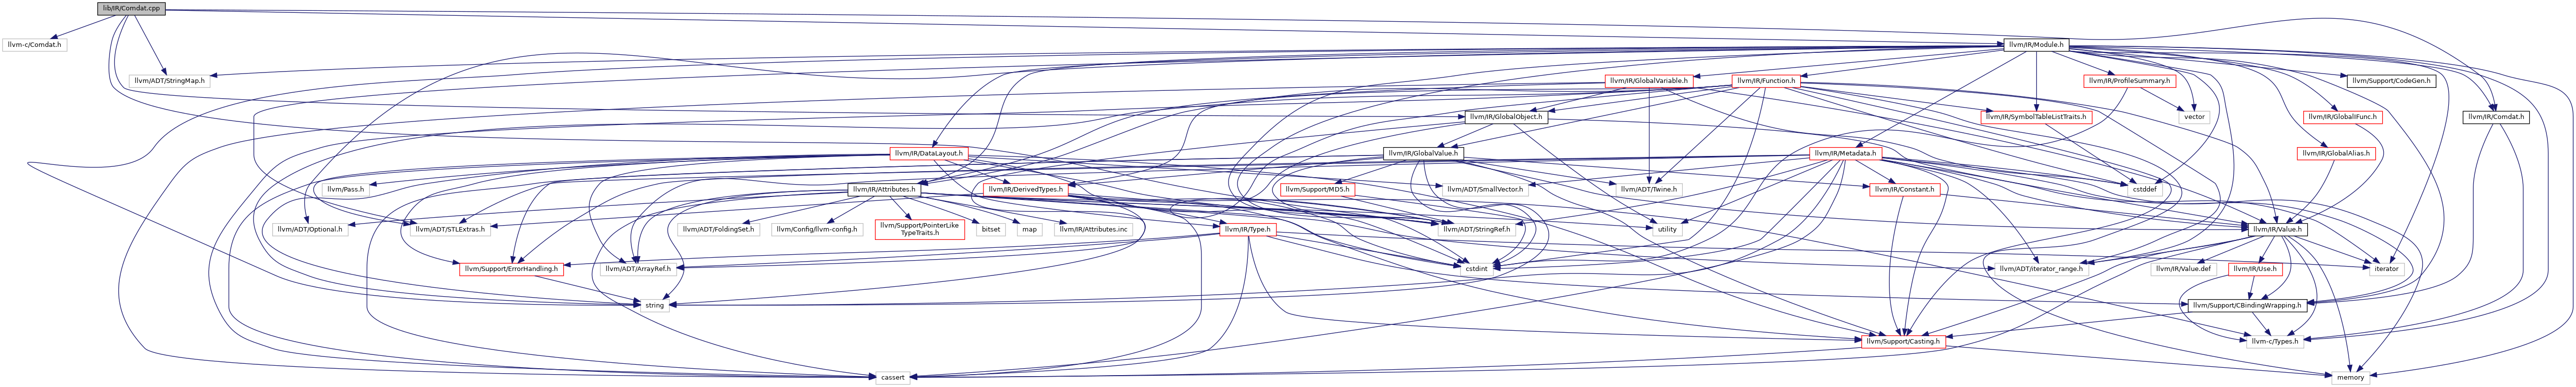 lib/IR/Comdat.cpp
llvm-c/Comdat.h
llvm/IR/Module.h
llvm/ADT/StringMap.h
llvm/IR/GlobalVariable.h
llvm/IR/Function.h
llvm/IR/ProfileSummary.h
llvm/Support/CodeGen.h
llvm/IR/GlobalObject.h
llvm/IR/SymbolTableListTraits.h
vector
llvm/IR/GlobalIFunc.h
llvm/IR/Comdat.h
llvm/IR/DataLayout.h
llvm/IR/GlobalValue.h
llvm/IR/Metadata.h
llvm/IR/GlobalAlias.h
llvm/Pass.h
llvm/IR/Attributes.h
llvm/IR/DerivedTypes.h
llvm/ADT/SmallVector.h
llvm/Support/MD5.h
llvm/ADT/Twine.h
llvm/IR/Constant.h
cstddef
llvm/ADT/Optional.h
llvm/ADT/STLExtras.h
llvm/ADT/FoldingSet.h
llvm/Config/llvm-config.h
llvm/Support/PointerLike
TypeTraits.h
bitset
map
llvm/IR/Attributes.inc
llvm/IR/Type.h
llvm/ADT/StringRef.h
utility
llvm/IR/Value.h
llvm/Support/ErrorHandling.h
llvm/ADT/ArrayRef.h
cstdint
llvm/ADT/iterator_range.h
llvm/IR/Value.def
llvm/IR/Use.h
iterator
string
llvm/Support/CBindingWrapping.h
llvm/Support/Casting.h
llvm-c/Types.h
cassert
memory